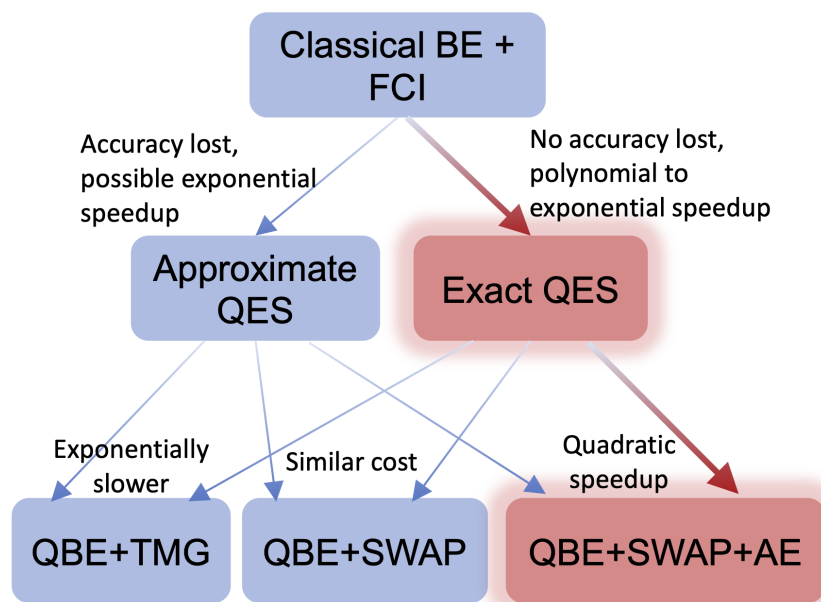 Classical BE +
FCI
Accuracy lost,
possible exponential
speedup
No accuracy lost,
polynomial to
exponential speedup
Approximate
QES
Exact QES
Exponentially
slower
Similar cost
Quadratic
speedup
QBE+TMG
QBE+SWAP
QBE+SWAP+AE